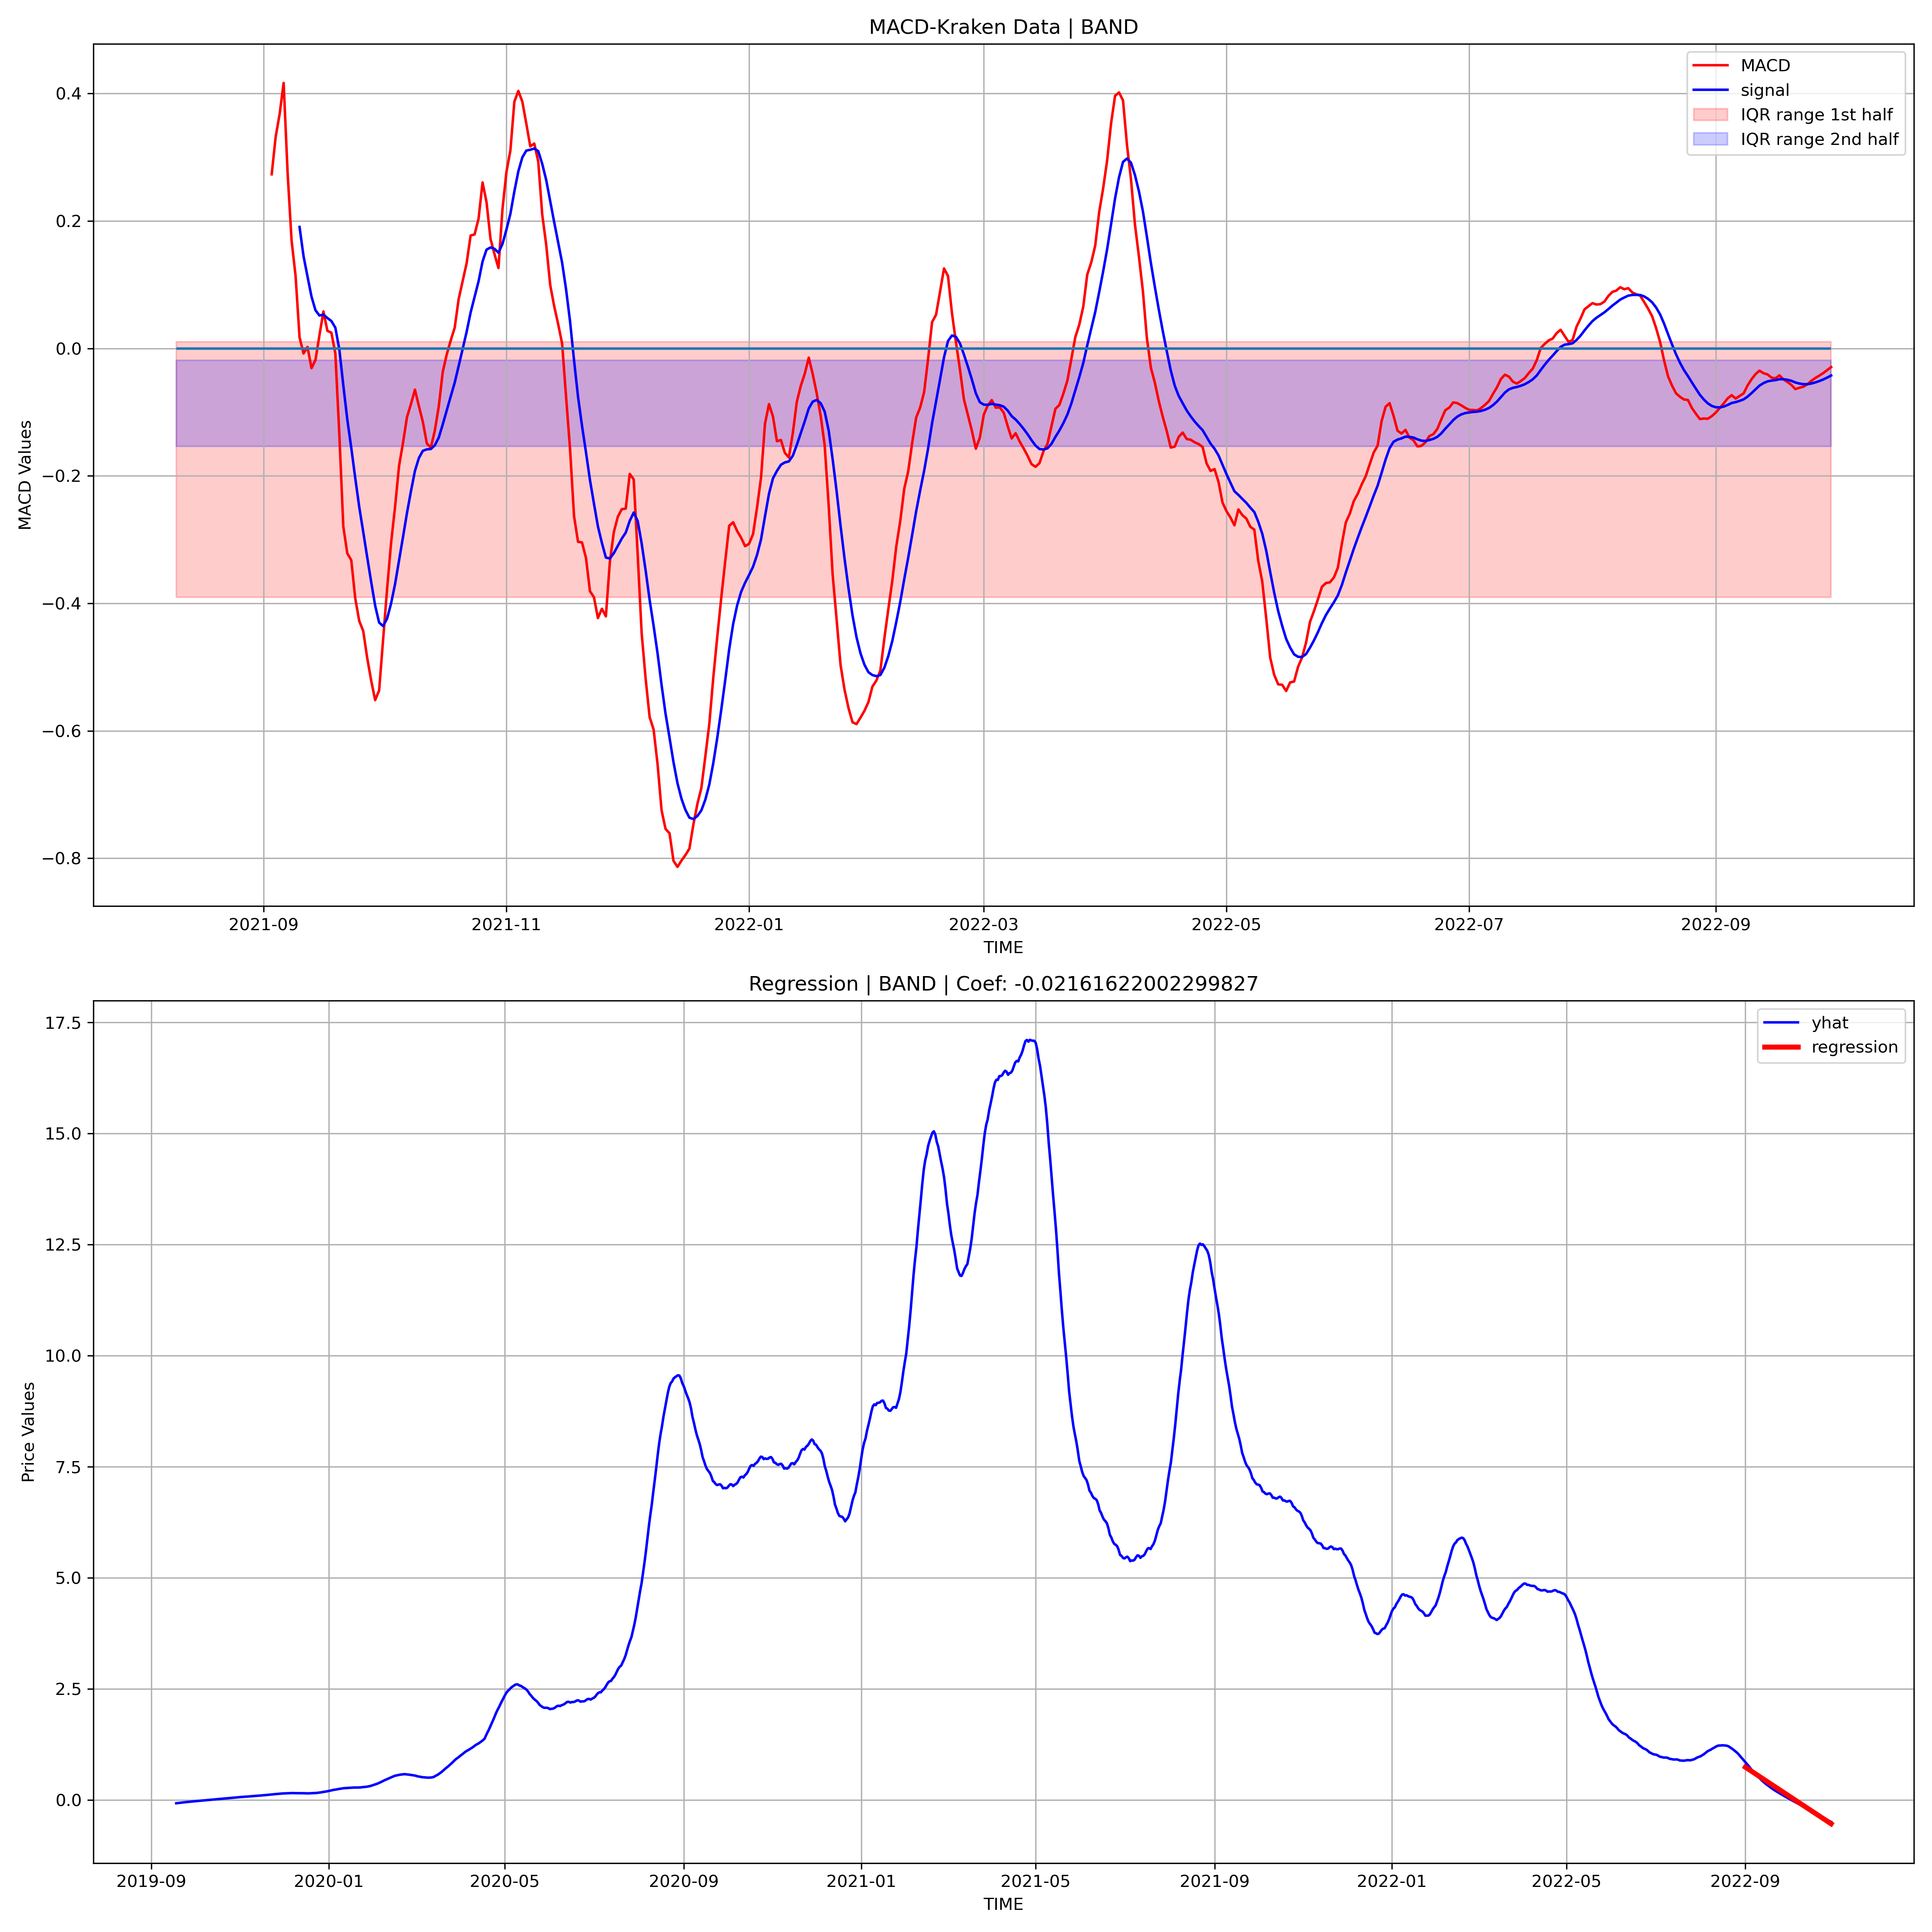 MACD-Kraken Data | BAND
MACD
signal
IQR range 1st half
IQR range 2nd half
0.4
0.2
0.0
−0.2
−0.4
−0.6
−0.8
MACD Values
2021-09 2021-11 2022-01 2022-03 2022-05 2022-07 2022-09
TIME
Regression | BAND | Coef: -0.02161622002299827
yhat
regression
17.5
15.0
12.5
10.0
7.5
5.0
2.5
0.0
Price Values
2019-09 2020-01 2020-05 2020-09 2021-01 2021-05 2021-09 2022-01 2022-05 2022-09
TIME